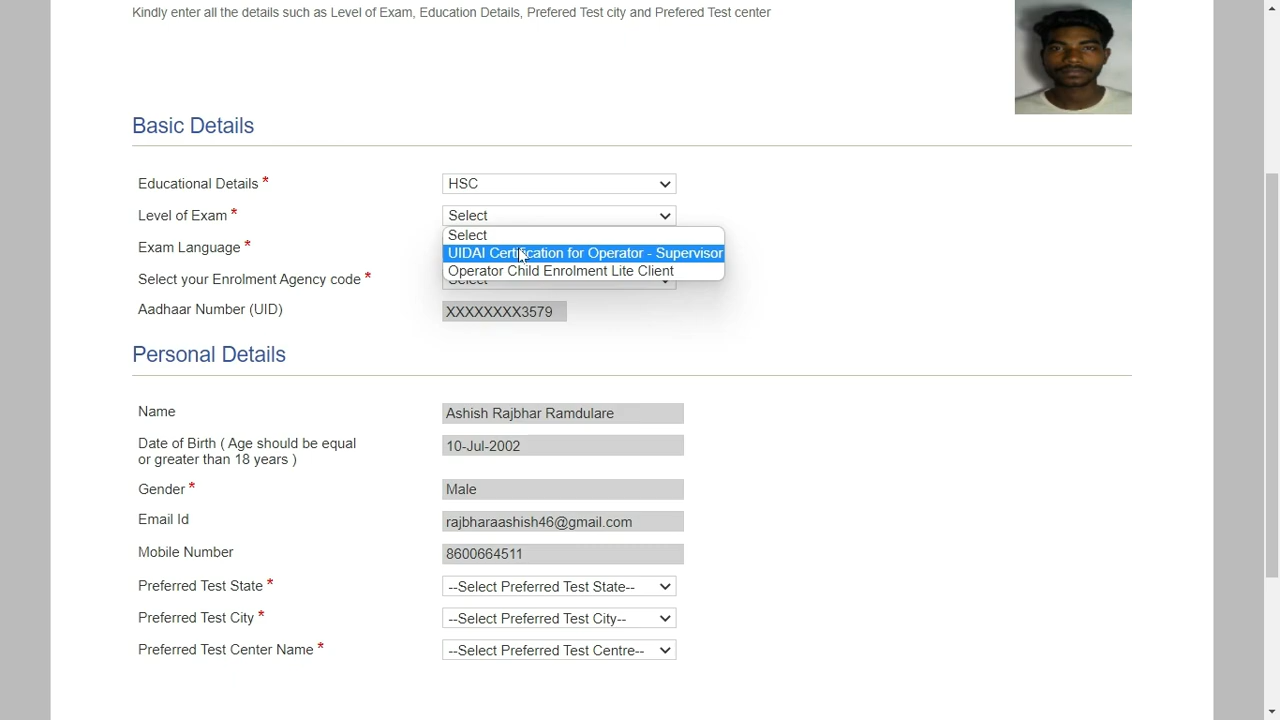 Kindly enter all the details such as Level of Exam, Education Details, Prefered Test city and Prefered Test center
Basic Details
Educational Details * HSC
Level of Exam * Select
Select
Exam Language * UIDAI Certification for Operator - Supervisor
Operator Child Enrolment Lite Client
Select your Enrolment Agency code * Select
Aadhaar Number (UID) XXXXXXXX3579
Personal Details
Name Ashish Rajbhar Ramdulare
Date of Birth ( Age should be equal
or greater than 18 years ) 10-Jul-2002
Gender * Male
Email Id rajbharaashish46@gmail.com
Mobile Number 8600664511
Preferred Test State * --Select Preferred Test State--
Preferred Test City * --Select Preferred Test City--
Preferred Test Center Name * --Select Preferred Test Centre--